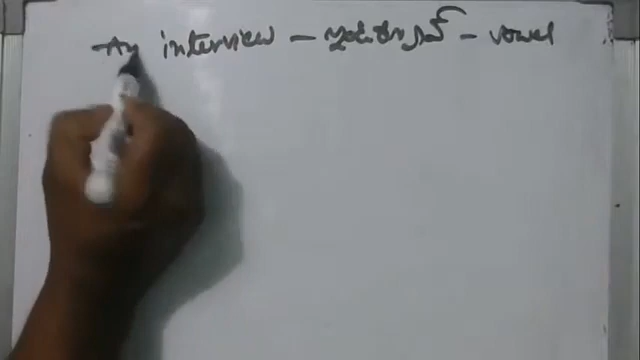 An interview – – vowel